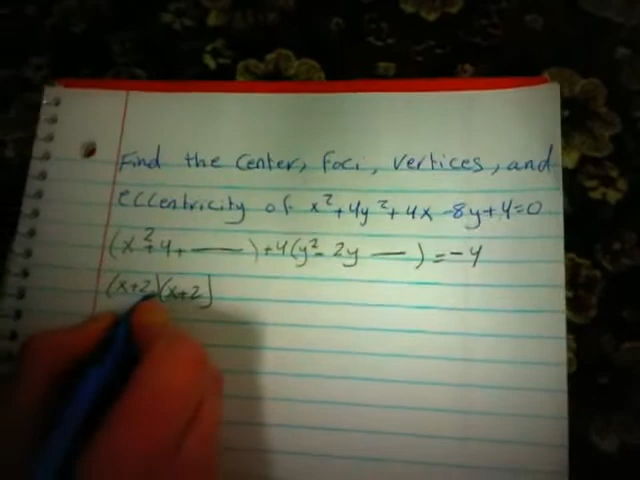 Find the Center, Foci, Vertices, and
eccentricity of x²+4y²+4x-8y+4=0
(x²+4+ ___ )+4(y²-2y ___ )=-4
(x+2)(x+2)